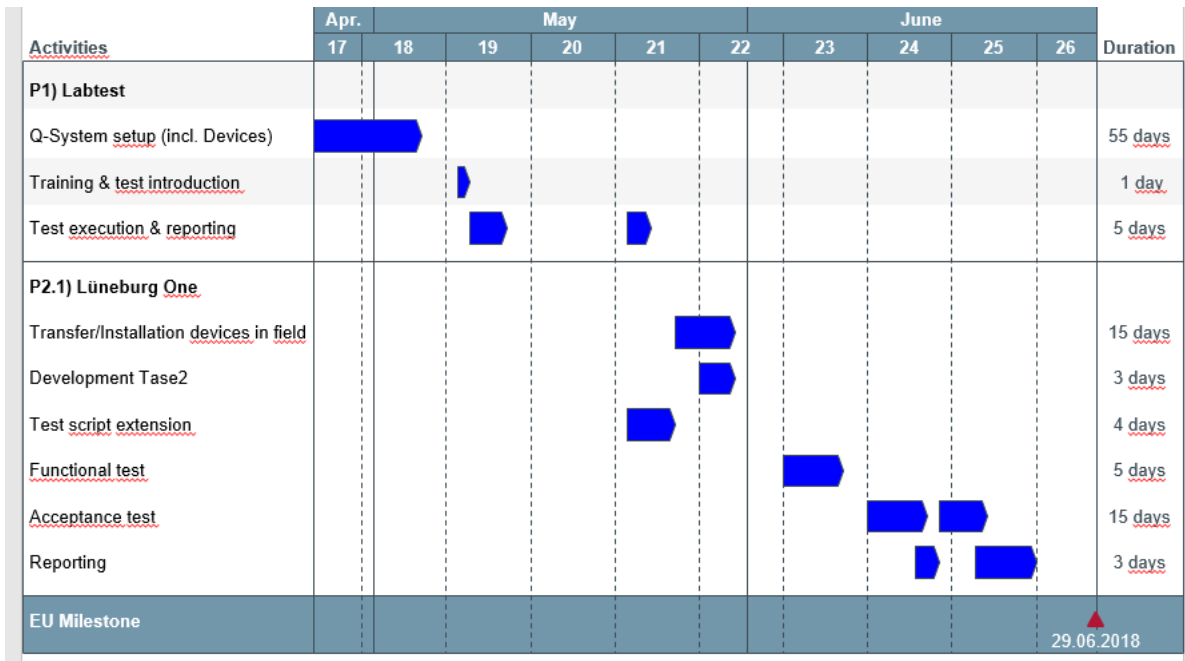 Apr. May June
Activities 17 18 19 20 21 22 23 24 25 26 Duration
P1) Labtest
Q-System setup (incl. Devices) 55 days
Training & test introduction 1 day
Test execution & reporting 5 days
P2.1) Lüneburg One
Transfer/Installation devices in field 15 days
Development Tase2 3 days
Test script extension 4 days
Functional test 5 days
Acceptance test 15 days
Reporting 3 days
EU Milestone
29.06.2018